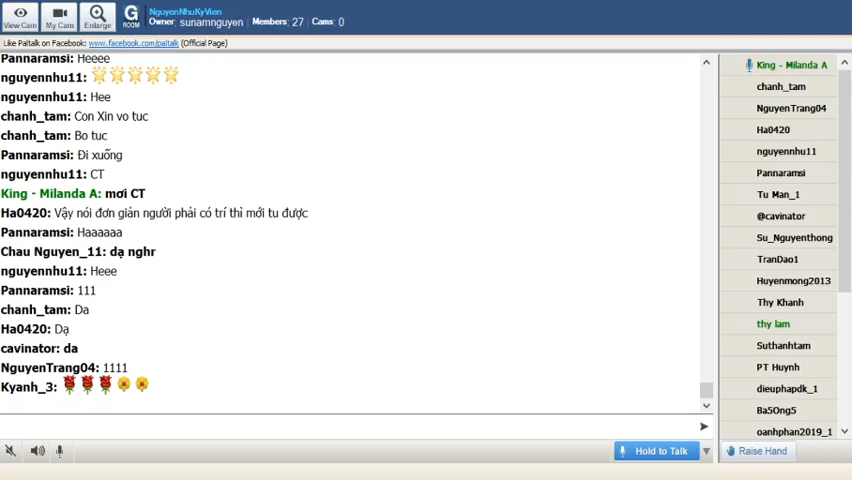 View Cam
My Cam
Enlarge
G
ROOM
NguyenNhuKyVien
Owner: sunamnguyen Members: 27 Cams: 0
Like Paltalk on Facebook: www.facebook.com/paltalk (Official Page)
Pannaramsi: Heeee
nguyennhu11:
nguyennhu11: Hee
chanh_tam: Con Xin vo tuc
chanh_tam: Bo tuc
Pannaramsi: Đi xuống
nguyennhu11: CT
King - Milanda A: mơi CT
Ha0420: Vậy nói đơn giản người phải có trí thì mới tu được
Pannaramsi: Haaaaaa
Chau Nguyen_11: dạ nghr
nguyennhu11: Heee
Pannaramsi: 111
chanh_tam: Da
Ha0420: Dạ
cavinator: da
NguyenTrang04: 1111
Kyanh_3:
King - Milanda A
chanh_tam
NguyenTrang04
Ha0420
nguyennhu11
Pannaramsi
Tu Man_1
@cavinator
Su_Nguyenthong
TranDao1
Huyenmong2013
Thy Khanh
thy lam
Suthanhtam
PT Huynh
dieuphapdk_1
Ba5Ong5
oanhphan2019_1
Hold to Talk
Raise Hand